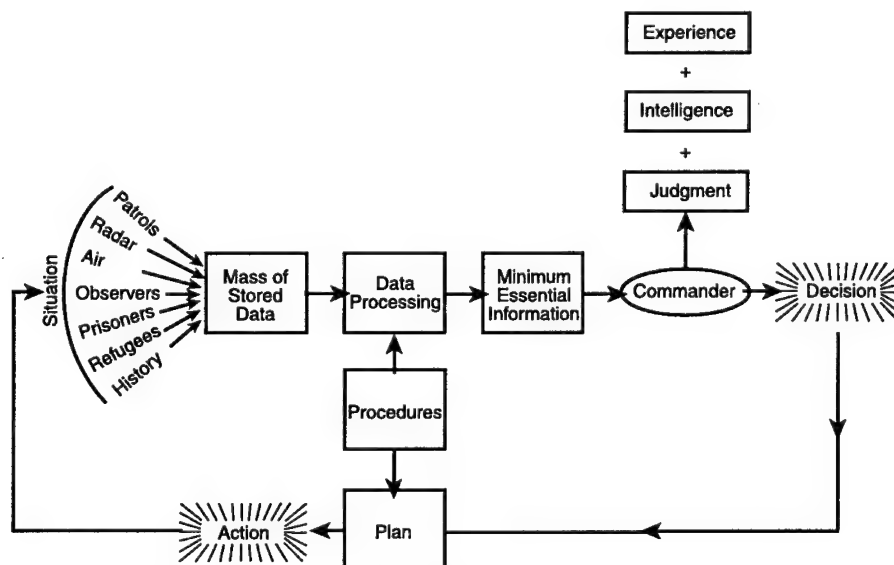 Experience
+
Intelligence
+
Judgment
Situation
Patrols
Radar
Air
Observers
Prisoners
Refugees
History
Mass of
Stored
Data
Data
Processing
Minimum
Essential
Information
Commander
Decision
Procedures
Action
Plan